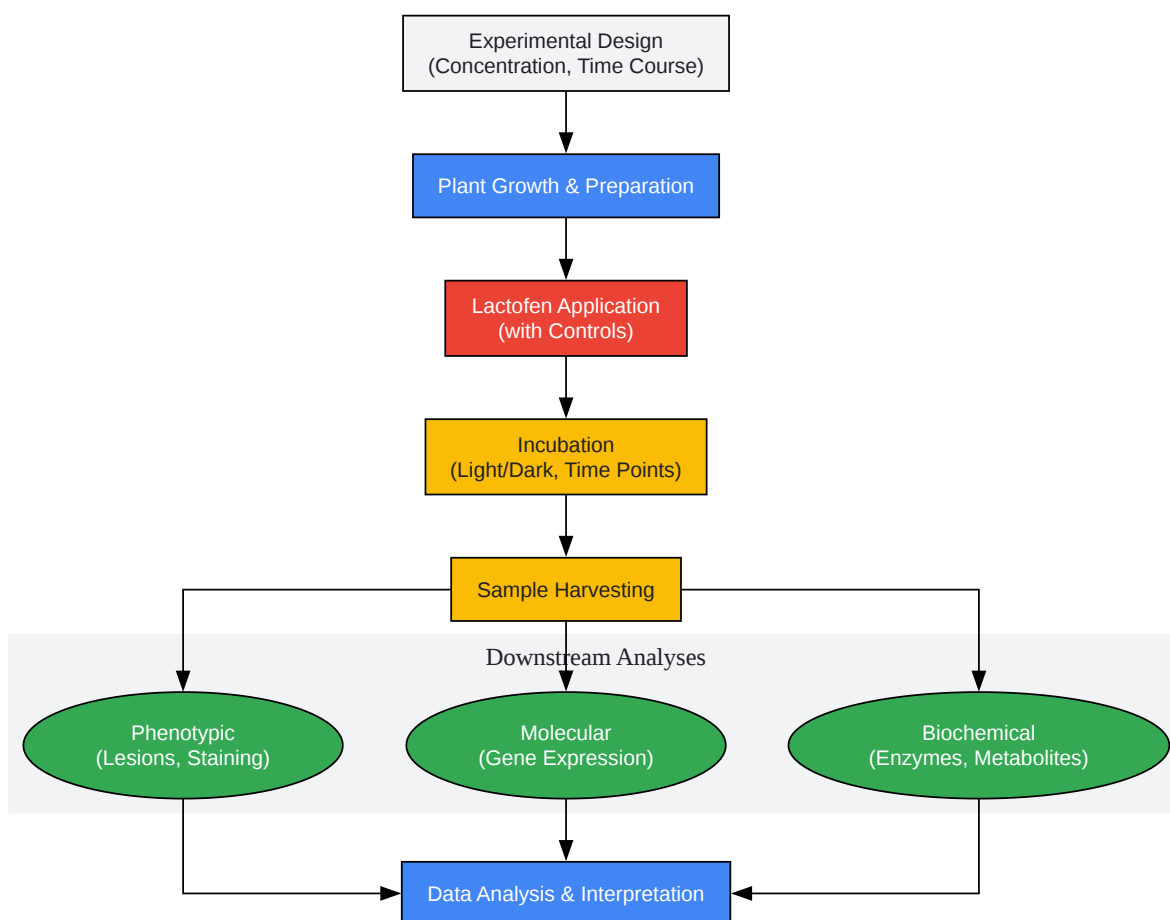 Experimental Design
(Concentration, Time Course)
Plant Growth & Preparation
Lactofen Application
(with Controls)
Incubation
(Light/Dark, Time Points)
Sample Harvesting
Downstream Analyses
Phenotypic
(Lesions, Staining)
Molecular
(Gene Expression)
Biochemical
(Enzymes, Metabolites)
Data Analysis & Interpretation